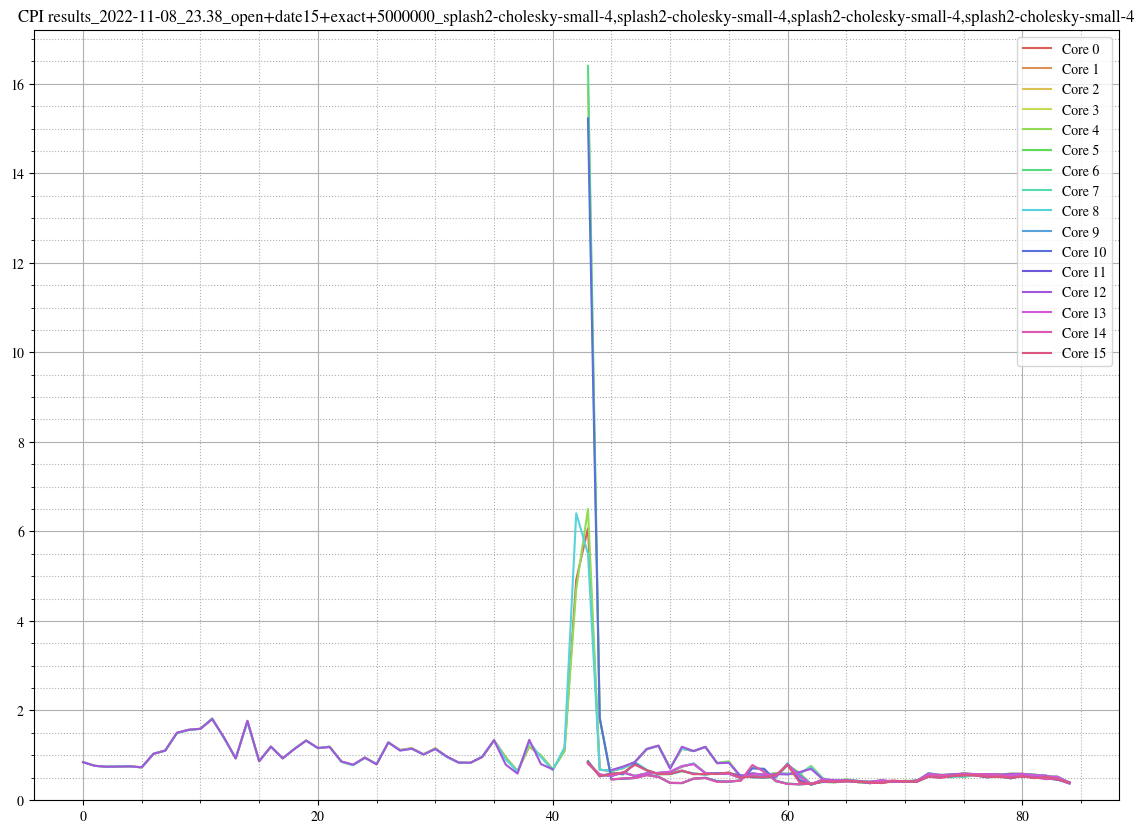 CPI results_2022-11-08_23.38_open+date15+exact+5000000_splash2-cholesky-small-4,splash2-cholesky-small-4,splash2-cholesky-small-4,splash2-cholesky-small-4
Core 0
Core 1
Core 2
Core 3
Core 4
Core 5
Core 6
Core 7
Core 8
Core 9
Core 10
Core 11
Core 12
Core 13
Core 14
Core 15
16
14
12
10
8
6
4
2
0
0 20 40 60 80